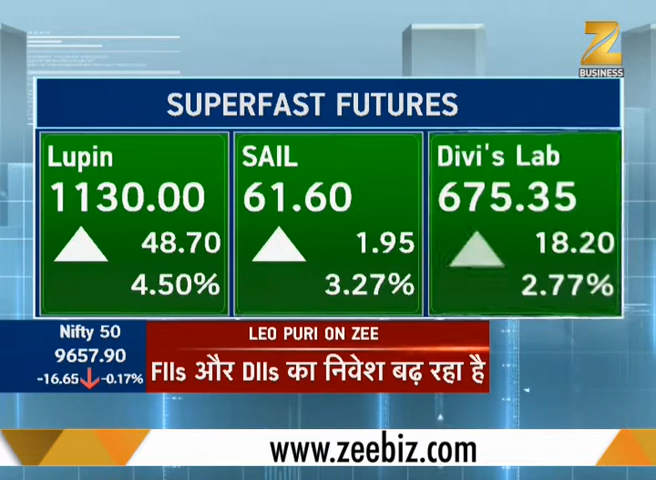 BUSINESS
SUPERFAST FUTURES
Lupin
1130.00
48.70
4.50%
SAIL
61.60
1.95
3.27%
Divi's Lab
675.35
18.20
2.77%
Nifty 50
9657.90
-16.65 -0.17%
LEO PURI ON ZEE
FIIs और DIIs का निवेश बढ़ रहा है
www.zeebiz.com